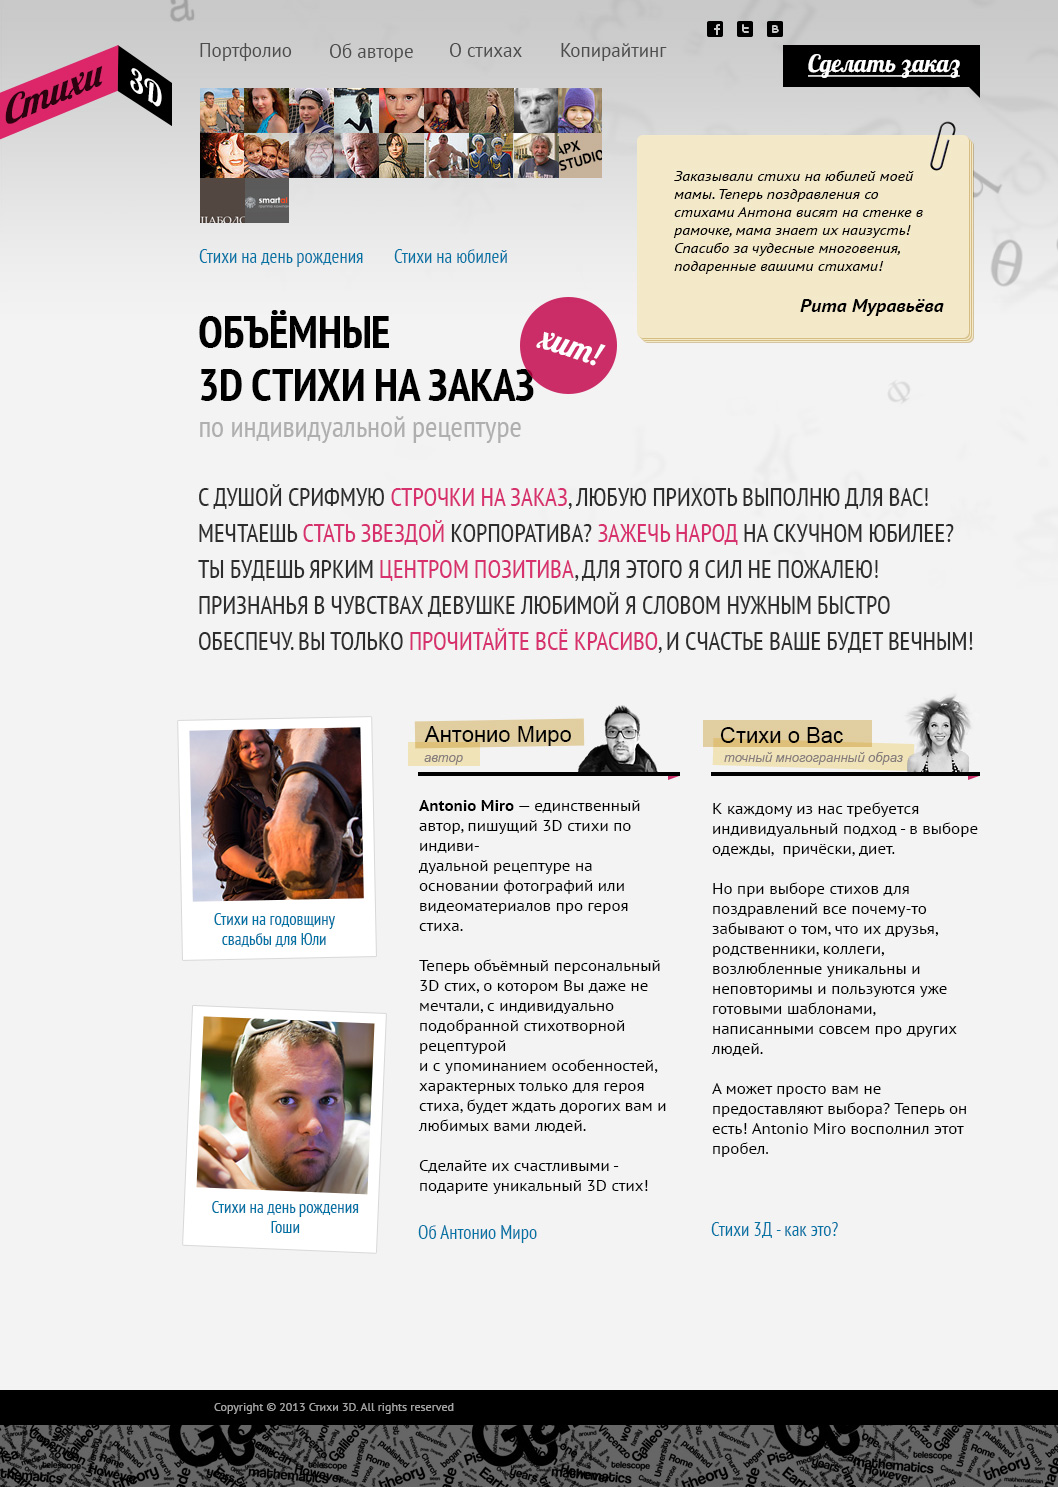 Портфолио
Об авторе
О стихах
Копирайтинг
Сделать заказ
Стихи 3D
АРХ
STUDIO
smart
Стихи на день рождения
Стихи на юбилей
Заказывали стихи на юбилей моей
мамы. Теперь поздравления со
стихами Антона висят на стенке в
рамочке, мама знает их наизусть!
Спасибо за чудесные многовения,
подаренные вашими стихами!
Рита Муравьёва
ОБЪЁМНЫЕ
3D СТИХИ НА ЗАКАЗ
хит!
по индивидуальной рецептуре
С ДУШОЙ СРИФМУЮ СТРОЧКИ НА ЗАКАЗ, ЛЮБУЮ ПРИХОТЬ ВЫПОЛНЮ ДЛЯ ВАС!
МЕЧТАЕШЬ СТАТЬ ЗВЕЗДОЙ КОРПОРАТИВА? ЗАЖЕЧЬ НАРОД НА СКУЧНОМ ЮБИЛЕЕ?
ТЫ БУДЕШЬ ЯРКИМ ЦЕНТРОМ ПОЗИТИВА, ДЛЯ ЭТОГО Я СИЛ НЕ ПОЖАЛЕЮ!
ПРИЗНАНЬЯ В ЧУВСТВАХ ДЕВУШКЕ ЛЮБИМОЙ Я СЛОВОМ НУЖНЫМ БЫСТРО
ОБЕСПЕЧУ. ВЫ ТОЛЬКО ПРОЧИТАЙТЕ ВСЁ КРАСИВО, И СЧАСТЬЕ ВАШЕ БУДЕТ ВЕЧНЫМ!
Стихи на годовщину
свадьбы для Юли
Стихи на день рождения
Гоши
Антонио Миро
автор
Antonio Miro — единственный
автор, пишущий 3D стихи по
индиви-
дуальной рецептуре на
основании фотографий или
видеоматериалов про героя
стиха.
Теперь объёмный персональный
3D стих, о котором Вы даже не
мечтали, с индивидуально
подобранной стихотворной
рецептурой
и с упоминанием особенностей,
характерных только для героя
стиха, будет ждать дорогих вам и
любимых вами людей.
Сделайте их счастливыми -
подарите уникальный 3D стих!
Об Антонио Миро
Стихи о Вас
точный многогранный образ
К каждому из нас требуется
индивидуальный подход - в выборе
одежды,  причёски, диет.
Но при выборе стихов для
поздравлений все почему-то
забывают о том, что их друзья,
родственники, коллеги,
возлюбленные уникальны и
неповторимы и пользуются уже
готовыми шаблонами,
написанными совсем про других
людей.
А может просто вам не
предоставляют выбора? Теперь он
есть! Antonio Miro восполнил этот
пробел.
Стихи 3Д - как это?
Copyright © 2013 Стихи 3D. All rights reserved